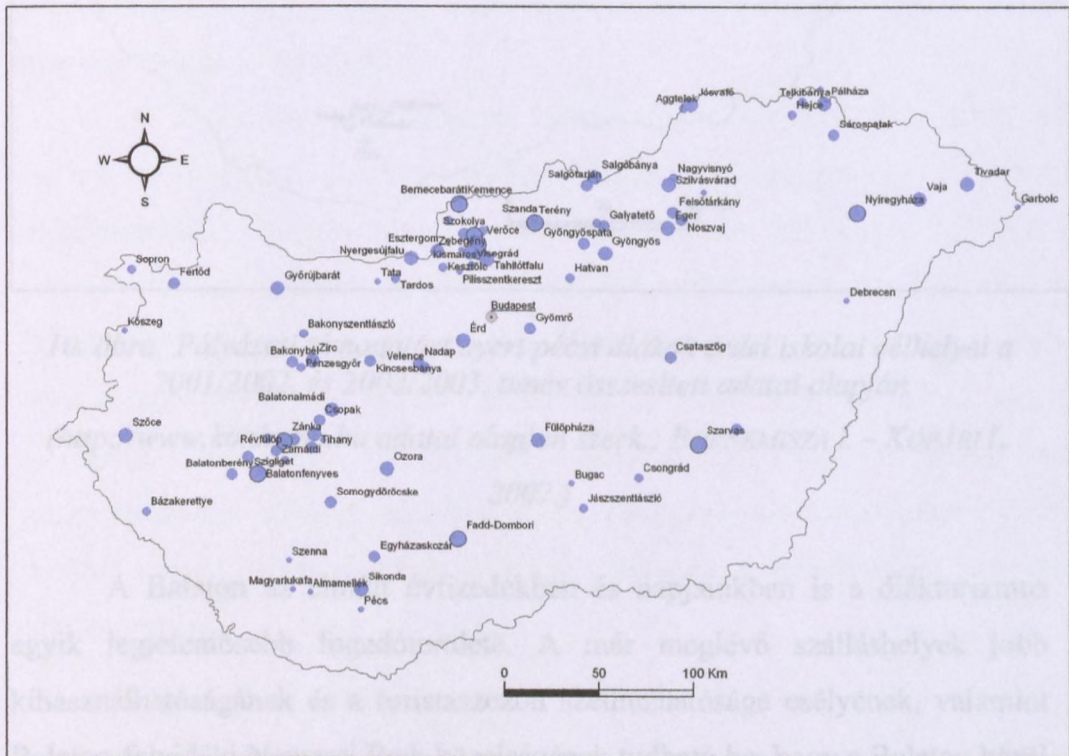 N
W E
S
Aggtelek
Jósvafő
Telkibánya
Pálháza
Hejce
Sárospatak
Salgóbánya
Salgótarján
Nagyvisnyó
Szilvásvárad
Tivadar
Bernecebaráti
Kemence
Felsőtárkány
Vaja
Nyíregyháza
Garbolc
Szanda
Terény
Galyatető
Eger
Szokolya
Verőce
Gyöngyöspata
Noszvaj
Esztergom
Zebegény
Gyöngyös
Nyergesújfalu
Kismaros
Visegrád
Sopron
Keszlölc
Tahitótfalu
Fertőd
Győrújbarát
Tata
Tardos
Piliszentkereszt
Hatvan
Debrecen
Budapest
Kőszeg
Gyömrő
Bakonyszentlászló
Érd
Bakonybél
Zirc
Velence
Nadap
Csataszög
Pénzesgyőr
Kincsesbánya
Balatonalmádi
Csopak
Szőce
Zánka
Révfülöp
Tihany
Fülöpháza
Szarvas
Zamárdi
Balatonberény
Szigliget
Balatonfenyves
Ozora
Bugac
Csongrád
Bázakerettye
Somogydöröcske
Jászszentlászló
Fadd-Dombori
Szenna
Egyházaskozár
Magyarlukafa
Almamellék
Sikonda
Pécs
0 50 100 Km